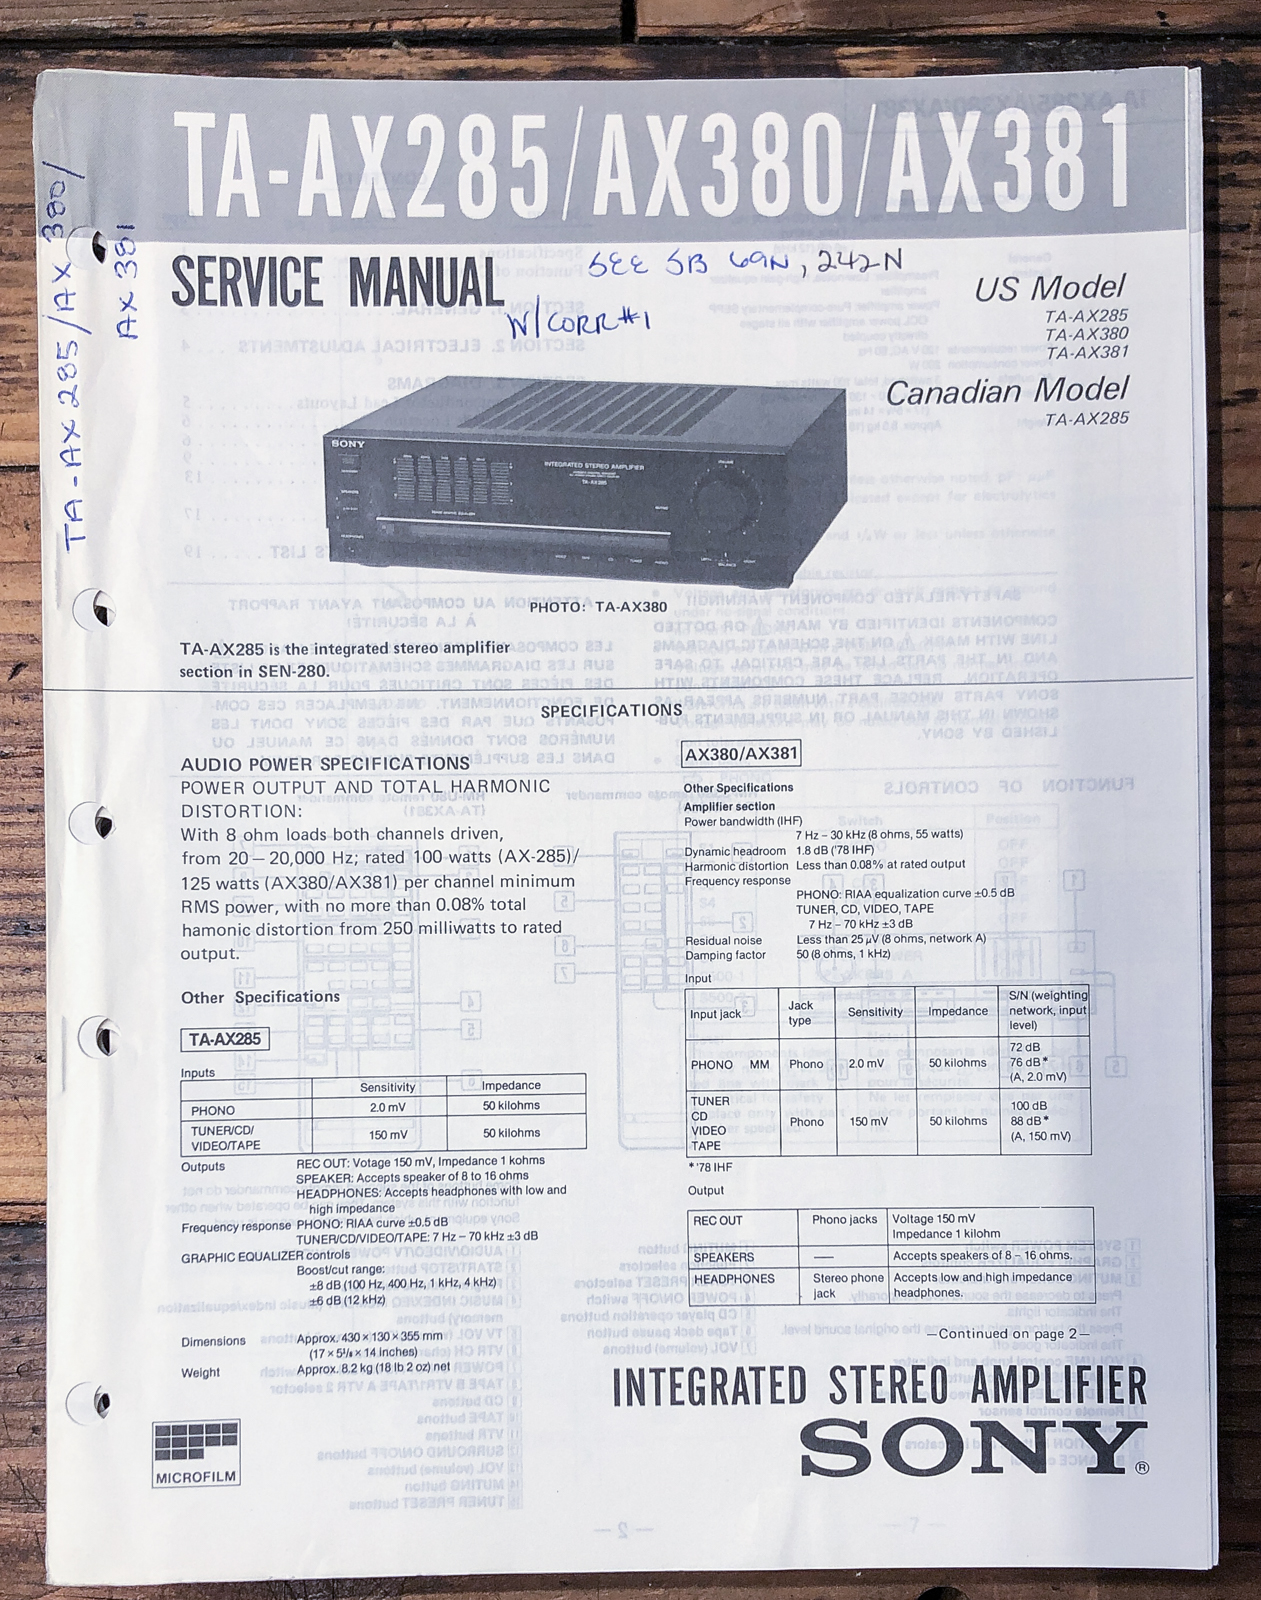 TA-AX285/AX380/AX381
TA-AX285/AX380/
AX381
SERVICE MANUAL
SEE SB 69N, 242-N
W/CORR#1
US Model
TA-AX285
TA-AX380
TA-AX381
Canadian Model
TA-AX285
SONY
INTEGRATED STEREO AMPLIFIER
TA-AX285
PHOTO: TA-AX380
TA-AX285 is the integrated stereo amplifier
section in SEN-280.
SPECIFICATIONS
AUDIO POWER SPECIFICATIONS
POWER OUTPUT AND TOTAL HARMONIC
DISTORTION:
With 8 ohm loads both channels driven,
from 20 – 20,000 Hz; rated 100 watts (AX-285)/
125 watts (AX380/AX381) per channel minimum
RMS power, with no more than 0.08% total
hamonic distortion from 250 milliwatts to rated
output.
Other Specifications
TA-AX285
Inputs
Sensitivity Impedance
PHONO 2.0 mV 50 kilohms
TUNER/CD/
VIDEO/TAPE 150 mV 50 kilohms
Outputs REC OUT: Votage 150 mV, Impedance 1 kohms
SPEAKER: Accepts speaker of 8 to 16 ohms
HEADPHONES: Accepts headphones with low and
high impedance
Frequency response PHONO: RIAA curve ±0.5 dB
TUNER/CD/VIDEO/TAPE: 7 Hz – 70 kHz ±3 dB
GRAPHIC EQUALIZER controls
Boost/cut range:
±8 dB (100 Hz, 400 Hz, 1 kHz, 4 kHz)
±6 dB (12 kHz)
Dimensions Approx. 430 × 130 × 355 mm
(17 × 5⅛ × 14 inches)
Weight Approx. 8.2 kg (18 lb 2 oz) net
MICROFILM
AX380/AX381
Other Specifications
Amplifier section
Power bandwidth (IHF)
7 Hz – 30 kHz (8 ohms, 55 watts)
Dynamic headroom 1.8 dB ('78 IHF)
Harmonic distortion Less than 0.08% at rated output
Frequency response
PHONO: RIAA equalization curve ±0.5 dB
TUNER, CD, VIDEO, TAPE
7 Hz – 70 kHz ±3 dB
Residual noise Less than 25 µV (8 ohms, network A)
Damping factor 50 (8 ohms, 1 kHz)
Input
Input jack Jack type Sensitivity Impedance S/N (weighting network, input level)
PHONO MM Phono 2.0 mV 50 kilohms 72 dB 76 dB* (A, 2.0 mV)
TUNER CD VIDEO TAPE Phono 150 mV 50 kilohms 100 dB 88 dB* (A, 150 mV)
*'78 IHF
Output
REC OUT Phono jacks Voltage 150 mV Impedance 1 kilohm
SPEAKERS — Accepts speakers of 8 – 16 ohms.
HEADPHONES Stereo phone jack Accepts low and high impedance headphones.
—Continued on page 2—
INTEGRATED STEREO AMPLIFIER
SONY®